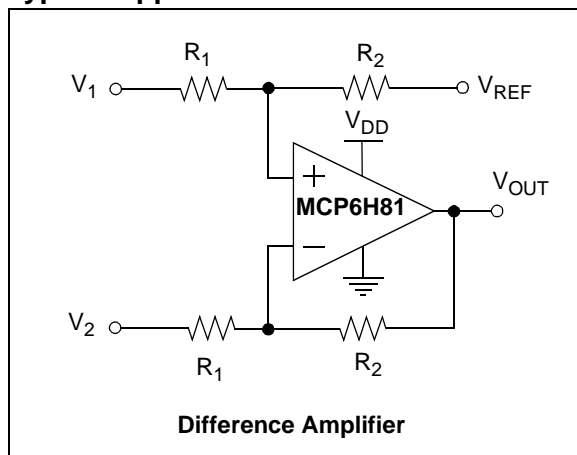 R1
R2
V1
VREF
VDD
+
MCP6H81
VOUT
−
V2
R1
R2
Difference Amplifier